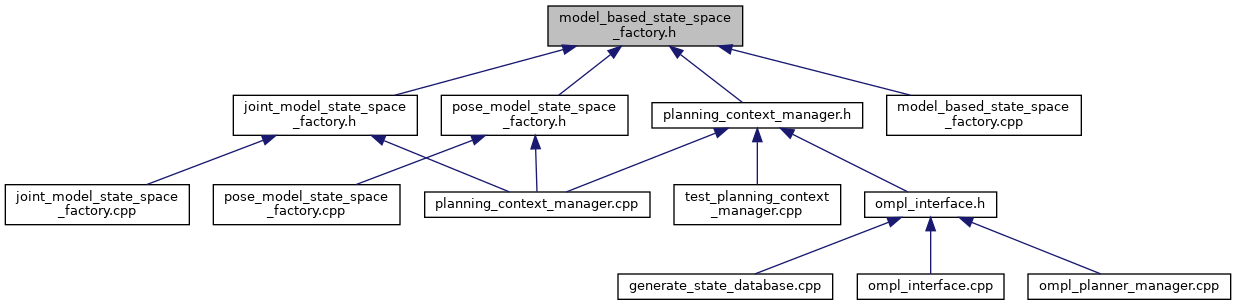 model_based_state_space
_factory.h
joint_model_state_space
_factory.h
pose_model_state_space
_factory.h
planning_context_manager.h
model_based_state_space
_factory.cpp
joint_model_state_space
_factory.cpp
pose_model_state_space
_factory.cpp
planning_context_manager.cpp
test_planning_context
_manager.cpp
ompl_interface.h
generate_state_database.cpp
ompl_interface.cpp
ompl_planner_manager.cpp